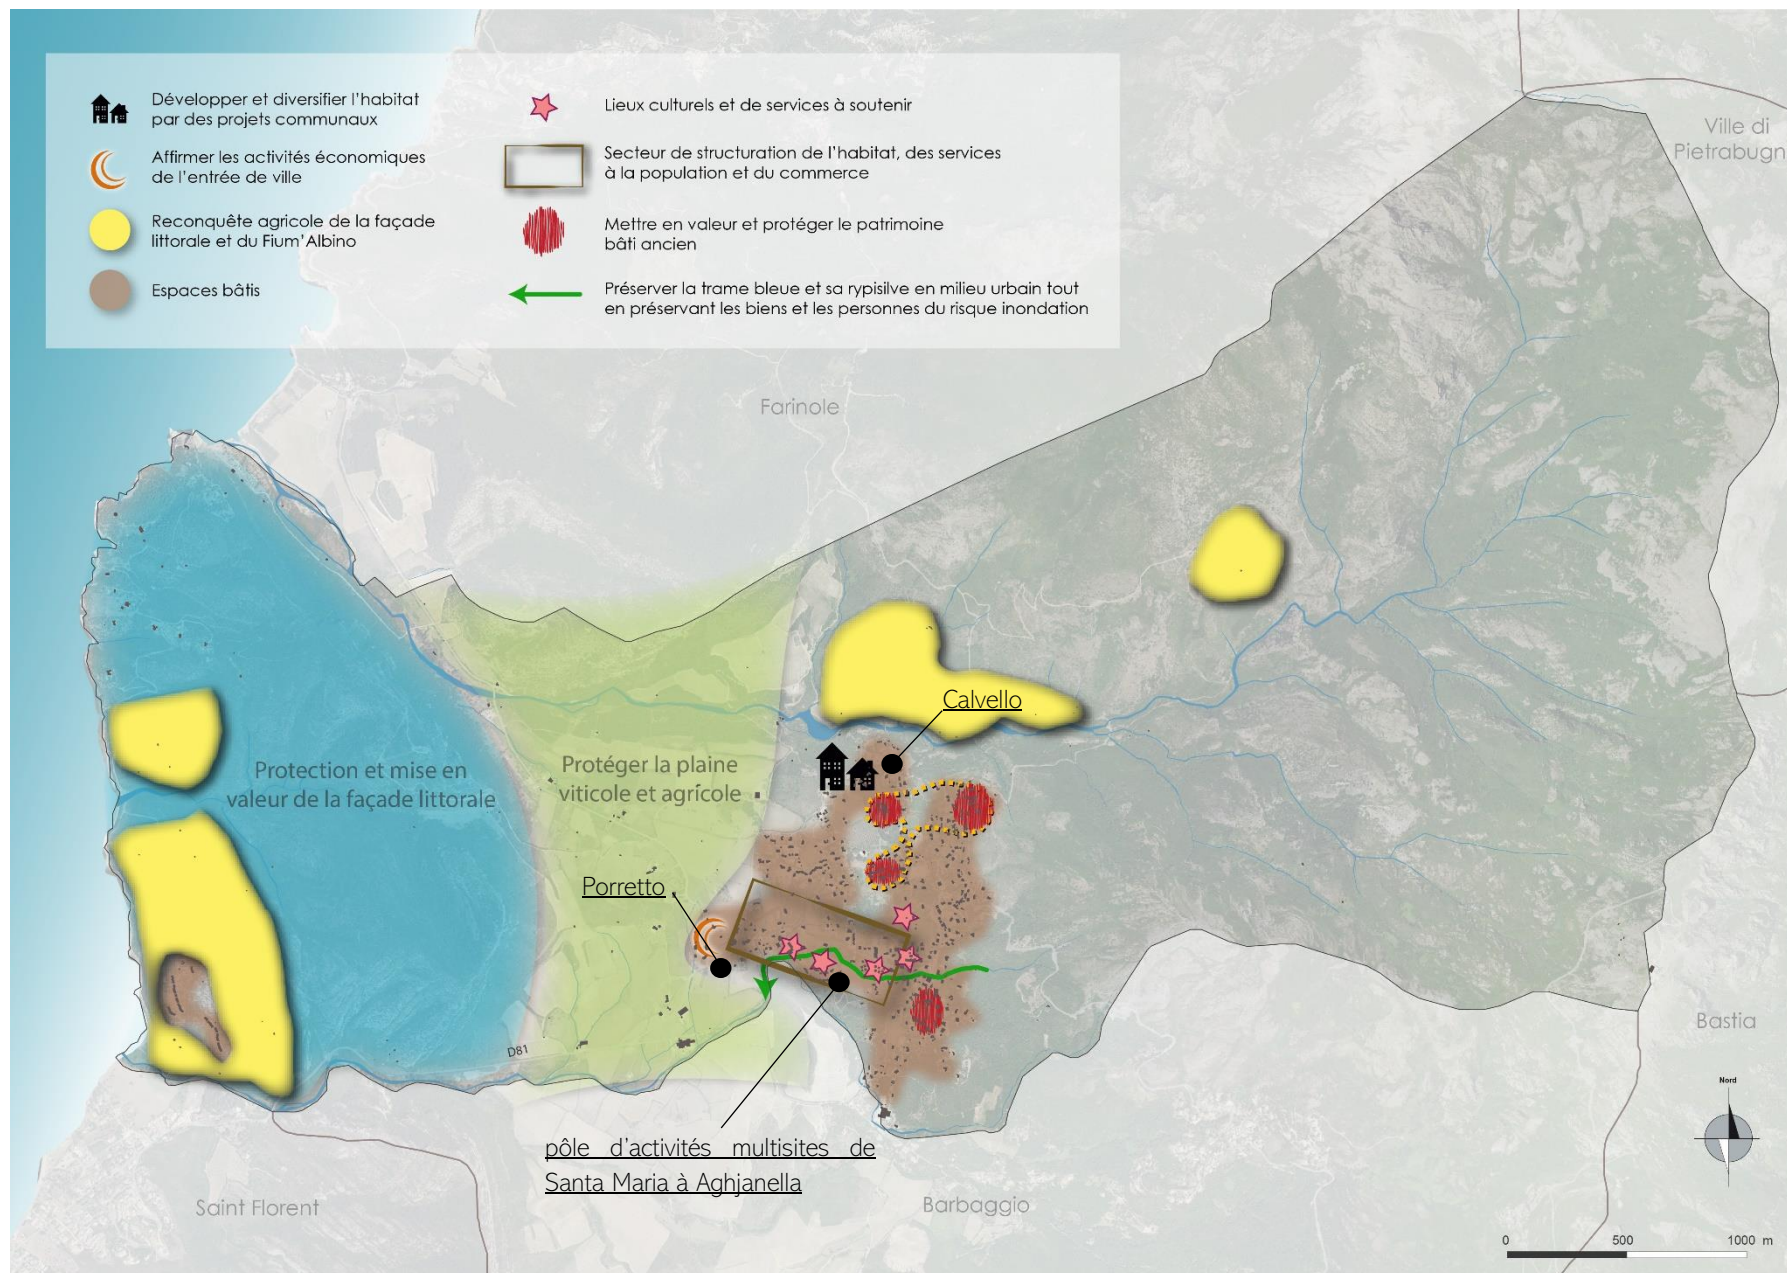 Développer et diversifier l'habitat
par des projets communaux
Affirmer les activités économiques
de l'entrée de ville
Reconquête agricole de la façade
littorale et du Fium'Albino
Espaces bâtis
Lieux culturels et de services à soutenir
Secteur de structuration de l'habitat, des services
à la population et du commerce
Mettre en valeur et protéger le patrimoine
bâti ancien
Préserver la trame bleue et sa rypisilve en milieu urbain tout
en préservant les biens et les personnes du risque inondation
Ville di
Pietrabugn
Farinole
Calvello
Protection et mise en
valeur de la façade littorale
Protéger la plaine
viticole et agrícole
Porretto
D81
Bastia
Nord
pôle d'activités multisites de
Santa Maria à Aghjanella
Saint Florent
Barbaggio
0 500 1000 m